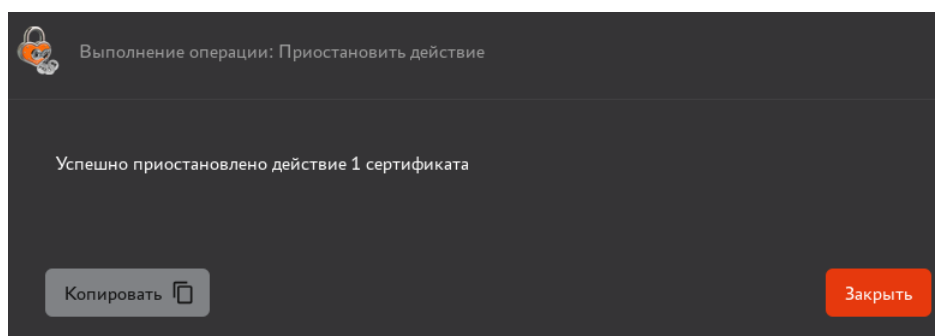 Выполнение операции: Приостановить действие
Успешно приостановлено действие 1 сертификата
Копировать
Закрыть